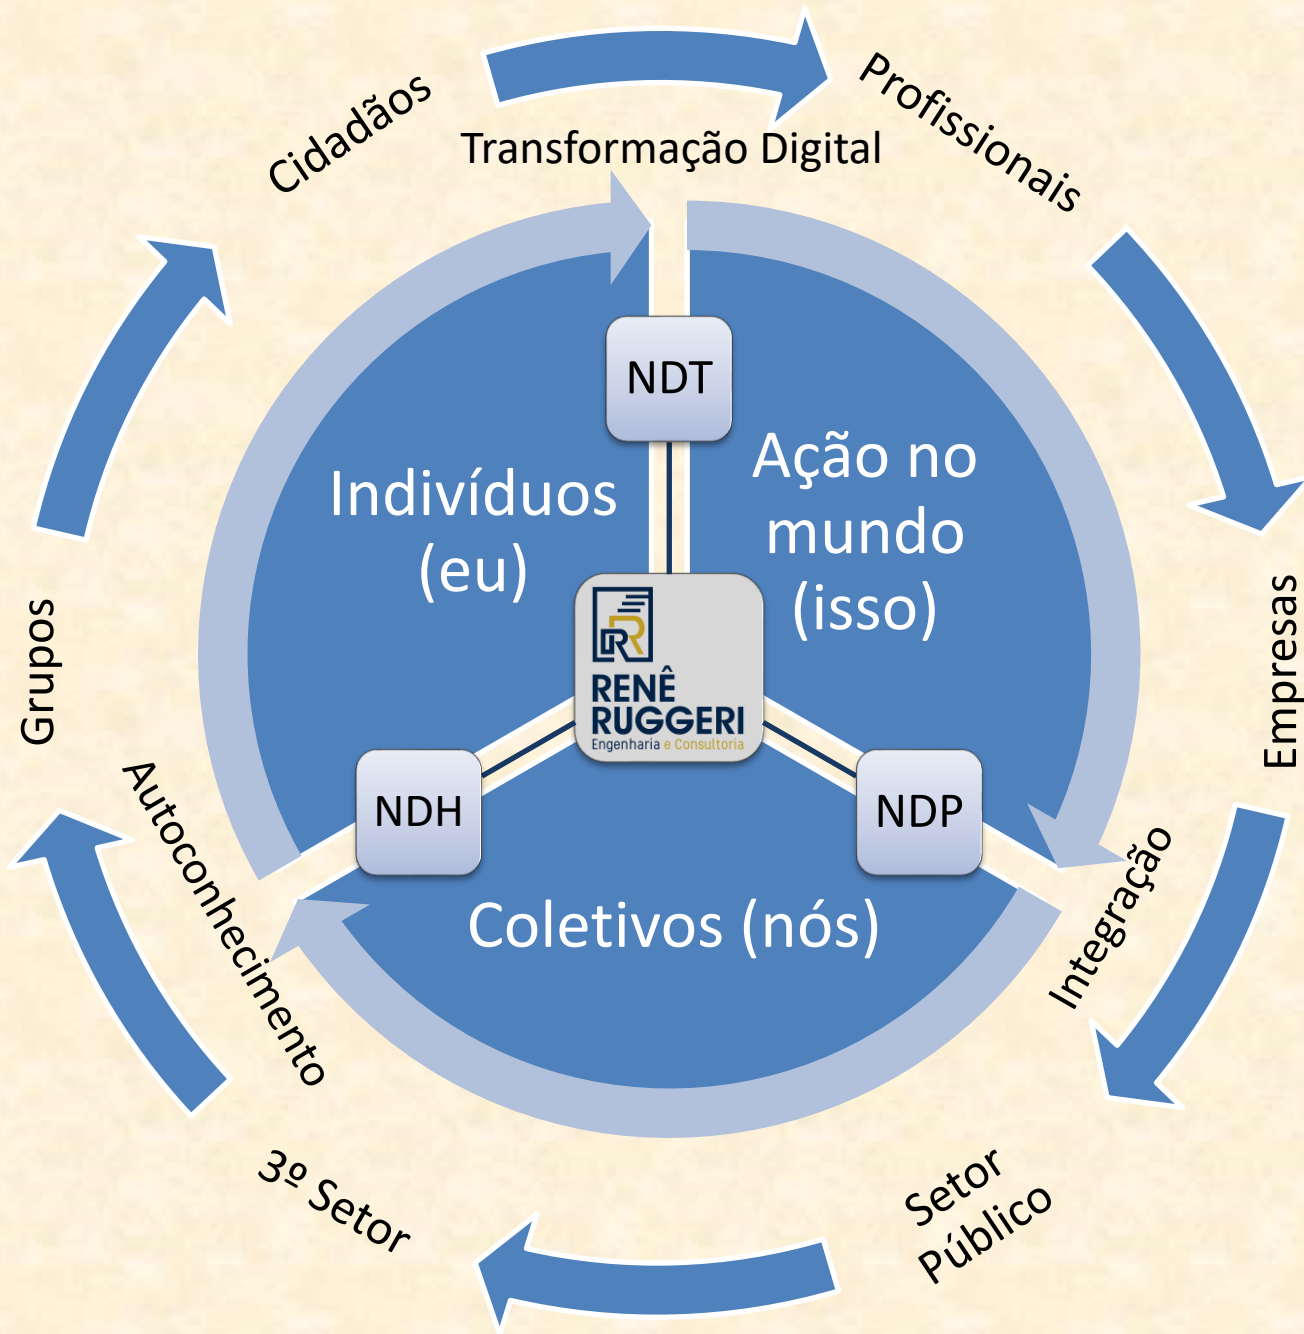 Cidadãos
Profissionais
Transformação Digital
NDT
Indivíduos
(eu)
Ação no
mundo
(isso)
RR
RENÊ
RUGGERI
Engenharia e Consultoria
Grupos
Empresas
NDH
NDP
Autoconhecimento
Integração
Coletivos (nós)
3º Setor
Setor
Público